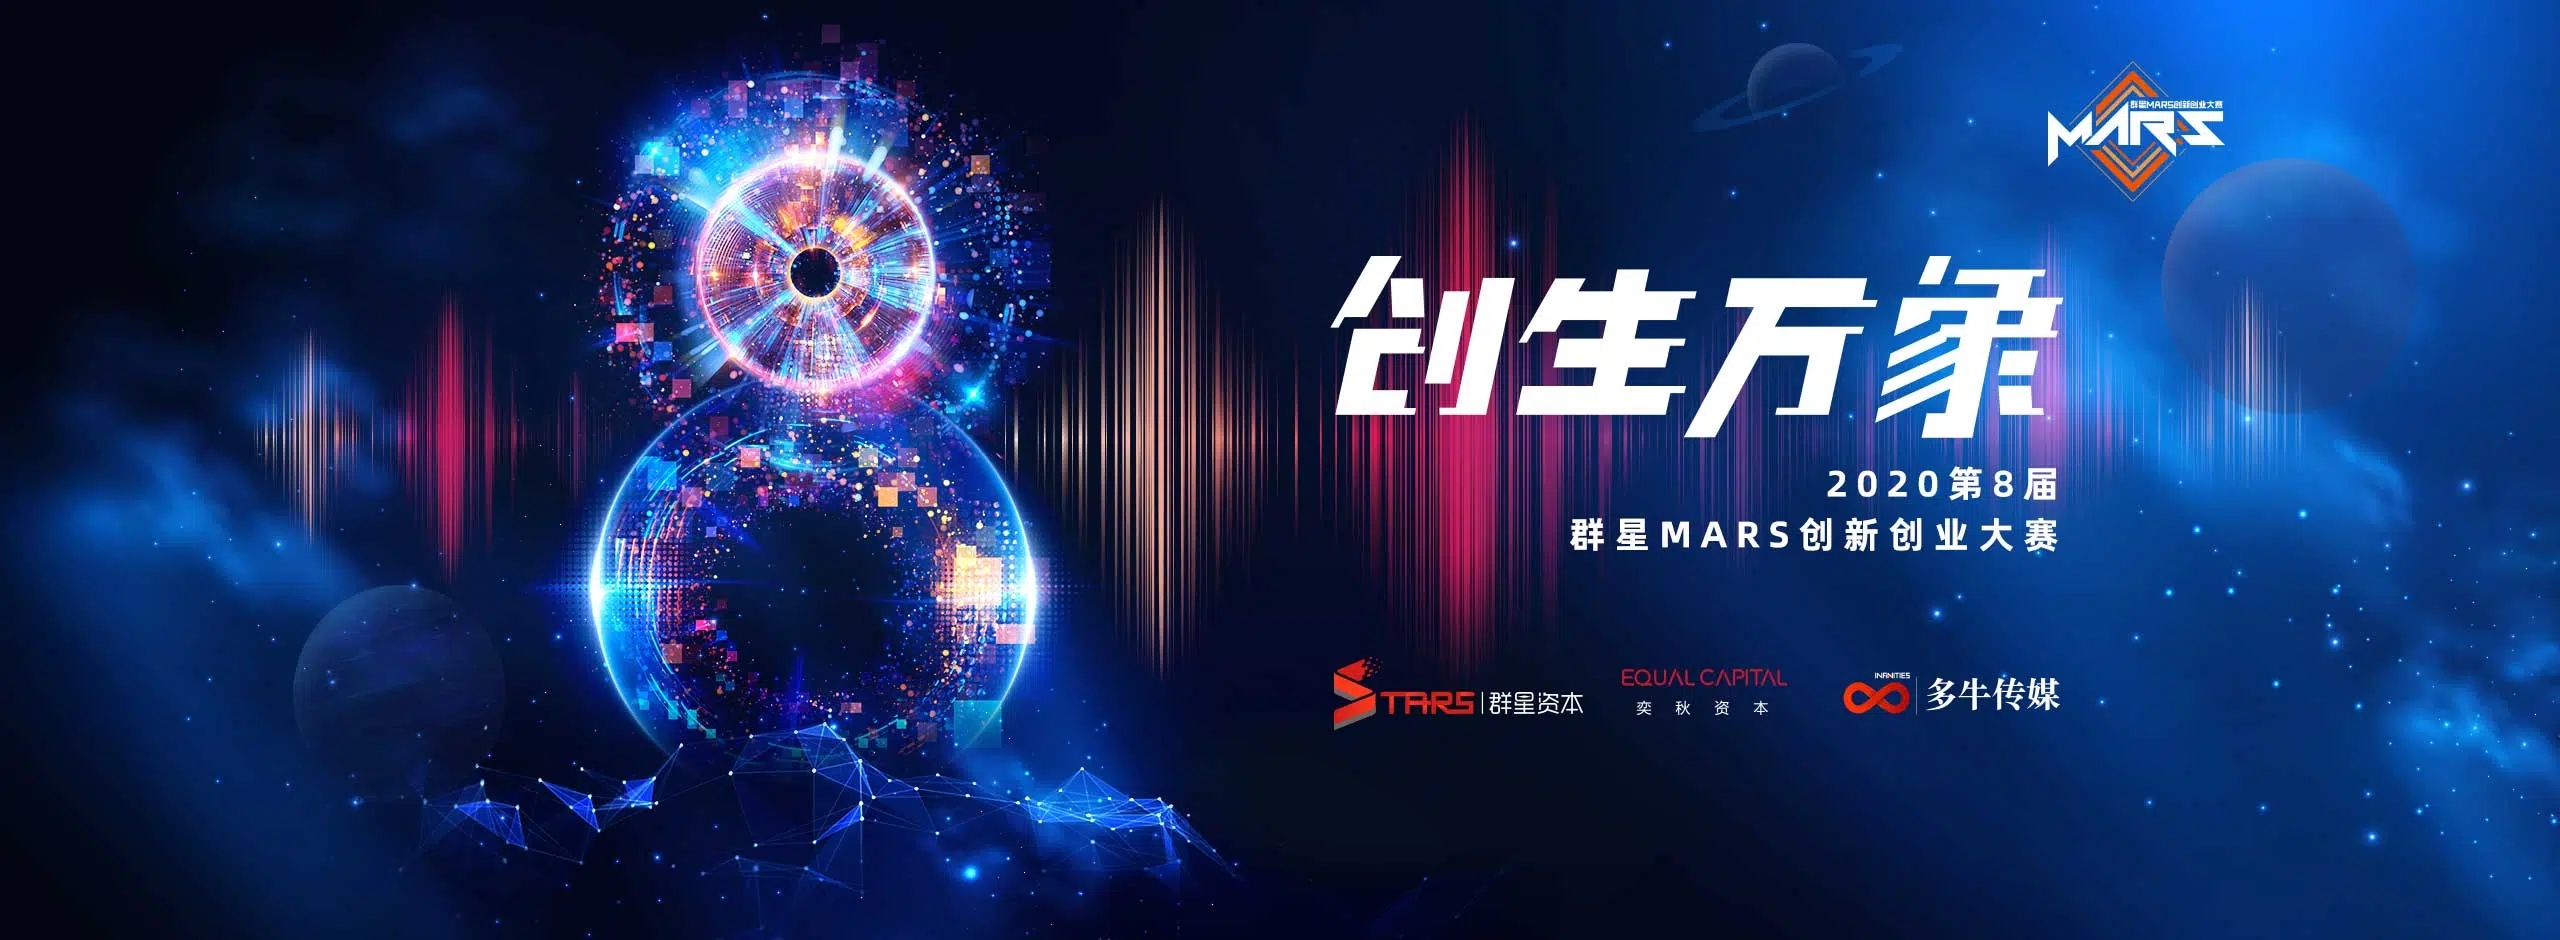 群星MARS创新创业大赛
MARS
创生万象
2020第8届
群星MARS创新创业大赛
STARS 群星资本
EQUAL CAPITAL
奕秋资本
INFINITIES
多牛传媒